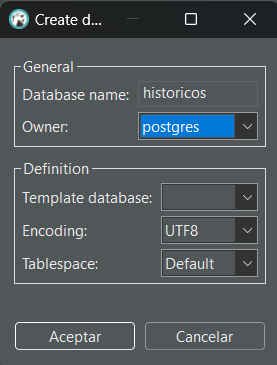 Create d...
General
Database name: historicos
Owner: postgres
Definition
Template database:
Encoding: UTF8
Tablespace: Default
Aceptar Cancelar